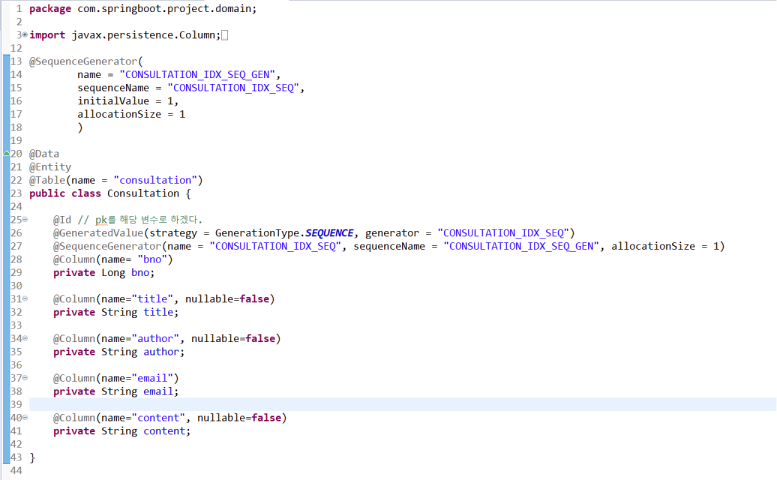 1 package com.springboot.project.domain;
2
3 import javax.persistence.Column;
12
13 @SequenceGenerator(
14 name = "CONSULTATION_IDX_SEQ_GEN",
15 sequenceName = "CONSULTATION_IDX_SEQ",
16 initialValue = 1,
17 allocationSize = 1
18 )
19
20 @Data
21 @Entity
22 @Table(name = "consultation")
23 public class Consultation {
24
25 @Id // pk를 해당 변수로 하겠다.
26 @GeneratedValue(strategy = GenerationType.SEQUENCE, generator = "CONSULTATION_IDX_SEQ")
27 @SequenceGenerator(name = "CONSULTATION_IDX_SEQ", sequenceName = "CONSULTATION_IDX_SEQ_GEN", allocationSize = 1)
28 @Column(name= "bno")
29 private Long bno;
30
31 @Column(name="title", nullable=false)
32 private String title;
33
34 @Column(name="author", nullable=false)
35 private String author;
36
37 @Column(name="email")
38 private String email;
39
40 @Column(name="content", nullable=false)
41 private String content;
42
43 }
44